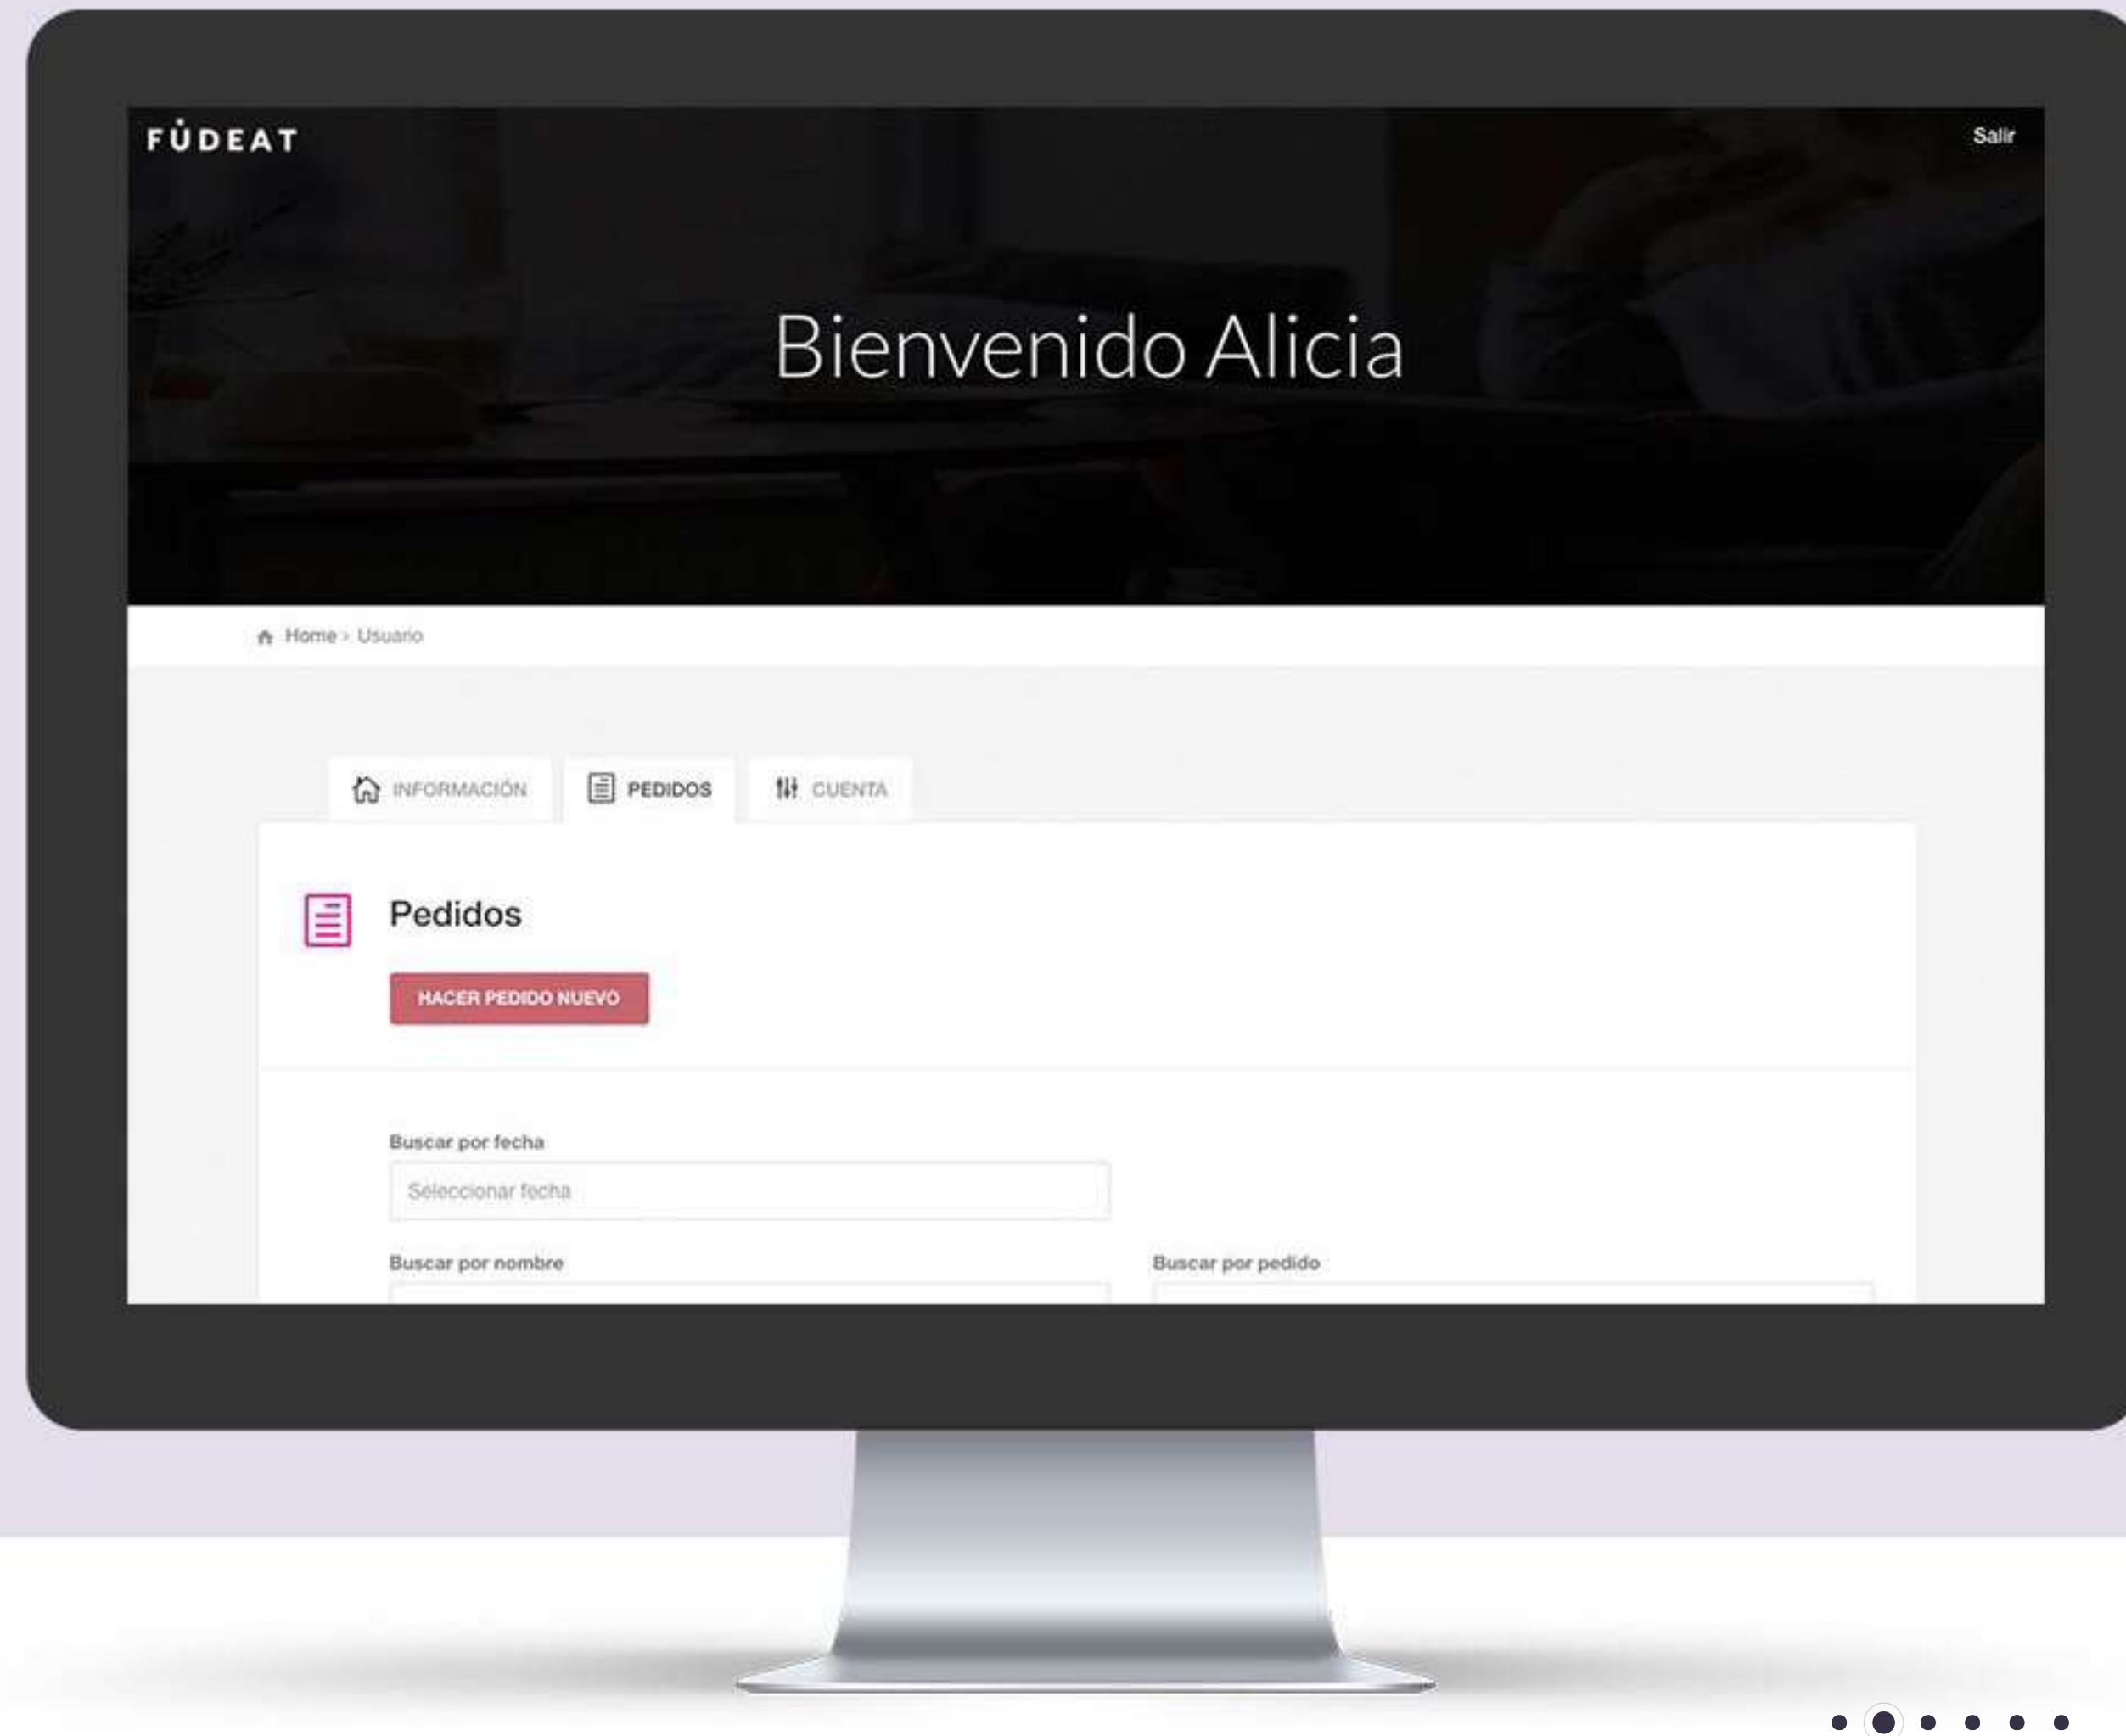 FÙDEAT
Salir
Bienvenido Alicia
Home › Usuario
INFORMACIÓN
PEDIDOS
CUENTA
Pedidos
HACER PEDIDO NUEVO
Buscar por fecha
Seleccionar fecha
Buscar por nombre
Buscar por pedido